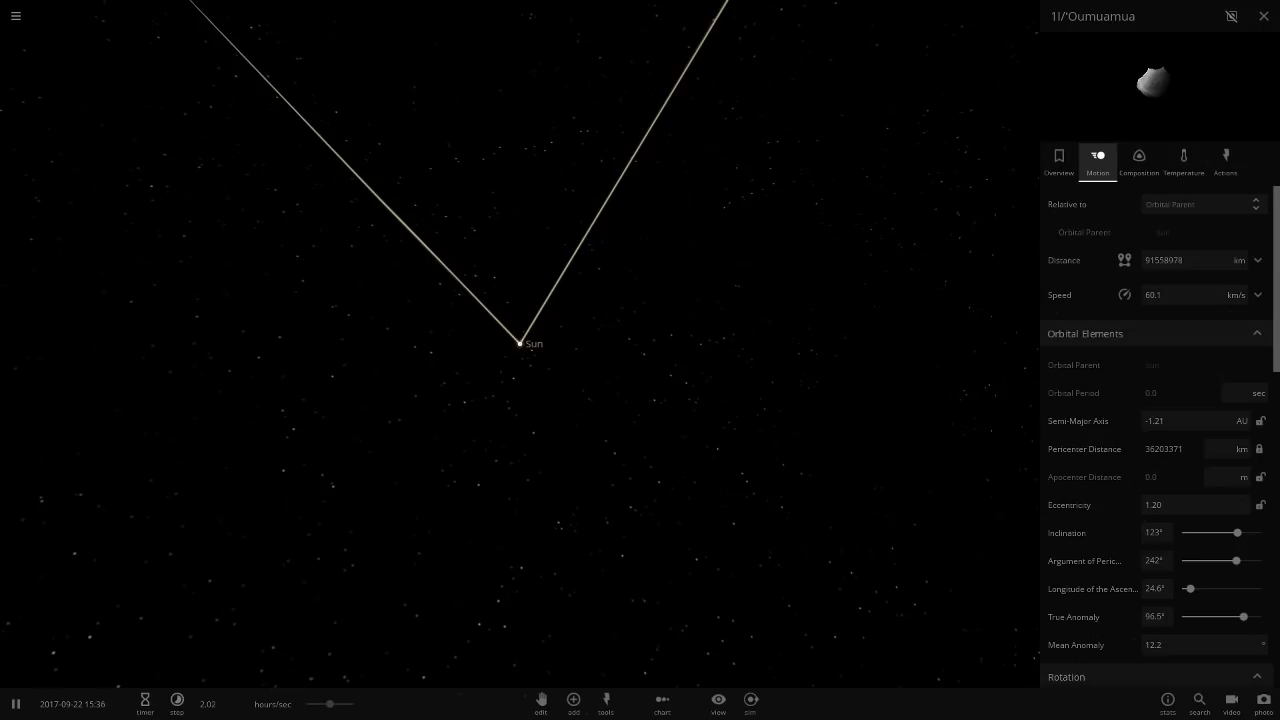 1I/'Oumuamua
Overview
Motion
Composition
Temperature
Actions
Relative to
Orbital Parent
Orbital Parent
Sun
Distance
91558978 km
Speed
60.1 km/s
Orbital Elements
Orbital Parent
Sun
Orbital Period
0.0 sec
Semi-Major Axis
-1.21 AU
Pericenter Distance
36203371 km
Apocenter Distance
0.0 m
Eccentricity
1.20
Inclination
123°
Argument of Peric...
242°
Longitude of the Ascen...
24.6°
True Anomaly
96.5°
Mean Anomaly
12.2 °
Rotation
Sun
2017-09-22 15:36
timer
step
2.02
hours/sec
edit
add
tools
chart
view
sim
stats
search
video
photo